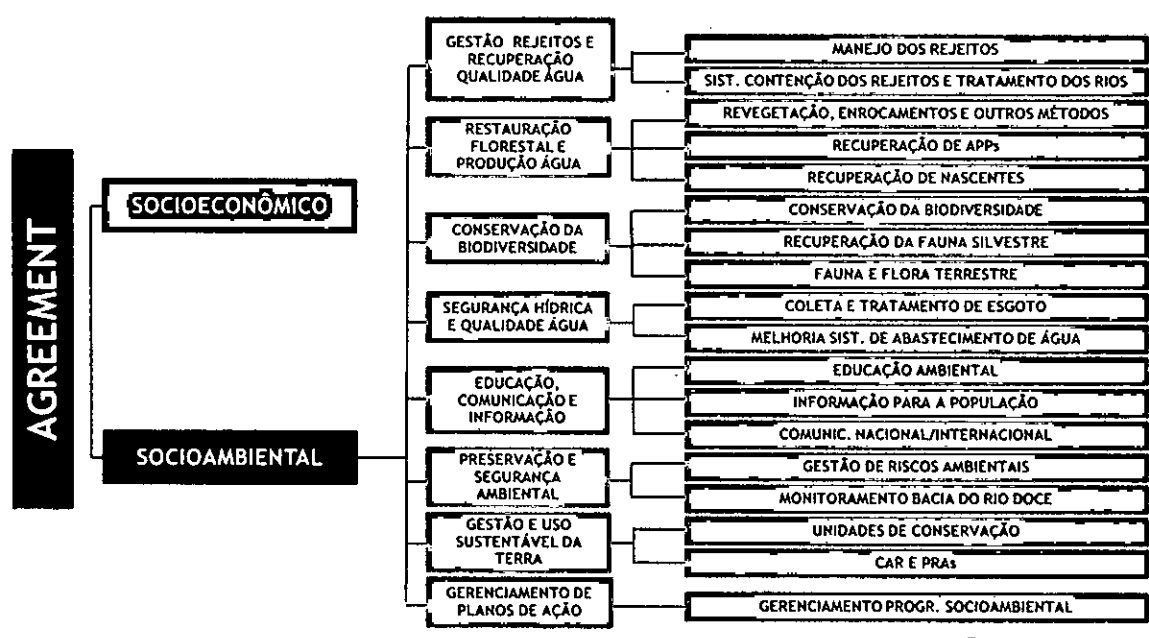 AGREEMENT
SOCIOECONÔMICO
SOCIOAMBIENTAL
GESTÃO REJEITOS E
RECUPERAÇÃO
QUALIDADE ÁGUA
MANEJO DOS REJEITOS
SIST. CONTENÇÃO DOS REJEITOS E TRATAMENTO DOS RIOS
RESTAURAÇÃO
FLORESTAL E
PRODUÇÃO ÁGUA
REVEGETAÇÃO, ENROCAMENTOS E OUTROS MÉTODOS
RECUPERAÇÃO DE APPs
RECUPERAÇÃO DE NASCENTES
CONSERVAÇÃO DA
BIODIVERSIDADE
CONSERVAÇÃO DA BIODIVERSIDADE
RECUPERAÇÃO DA FAUNA SILVESTRE
FAUNA E FLORA TERRESTRE
SEGURANÇA HÍDRICA
E QUALIDADE ÁGUA
COLETA E TRATAMENTO DE ESGOTO
MELHORIA SIST. DE ABASTECIMENTO DE ÁGUA
EDUCAÇÃO,
COMUNICAÇÃO E
INFORMAÇÃO
EDUCAÇÃO AMBIENTAL
INFORMAÇÃO PARA A POPULAÇÃO
COMUNIC. NACIONAL/INTERNACIONAL
PRESERVAÇÃO E
SEGURANÇA
AMBIENTAL
GESTÃO DE RISCOS AMBIENTAIS
MONITORAMENTO BACIA DO RIO DOCE
GESTÃO E USO
SUSTENTÁVEL DA
TERRA
UNIDADES DE CONSERVAÇÃO
CAR E PRAs
GERENCIAMENTO DE
PLANOS DE AÇÃO
GERENCIAMENTO PROGR. SOCIOAMBIENTAL